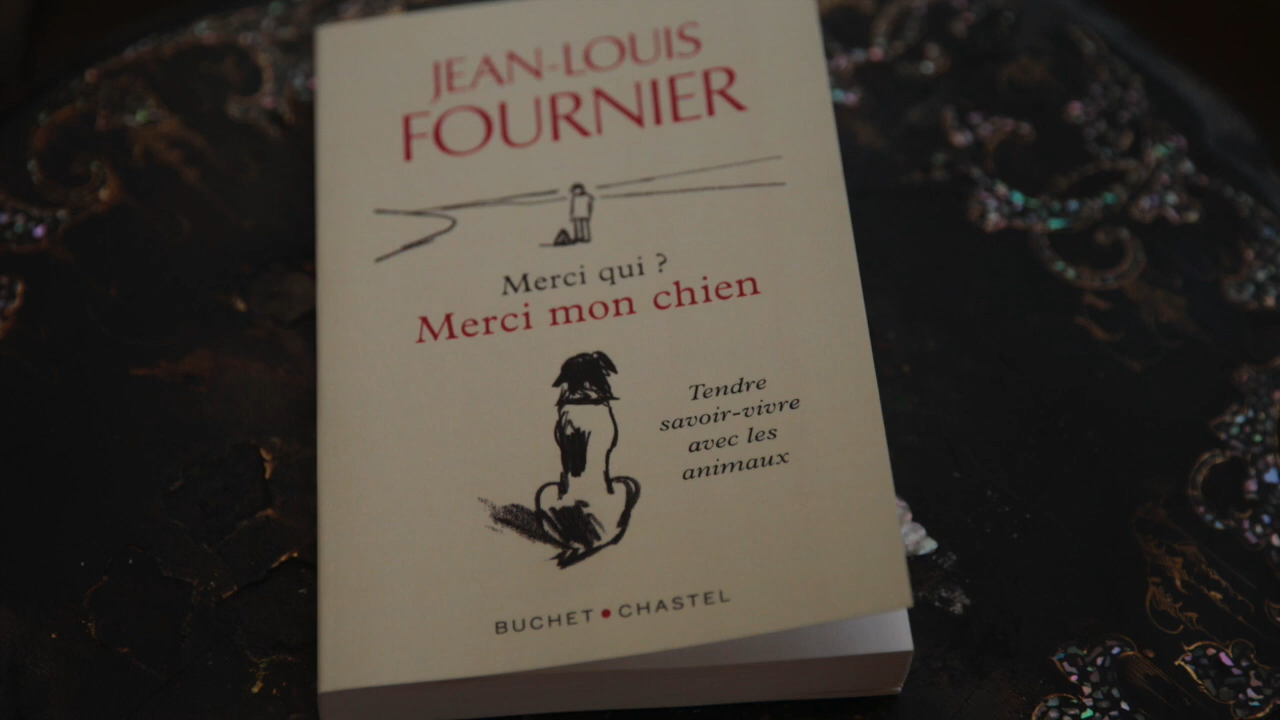 JEAN-LOUIS
FOURNIER
Merci qui ?
Merci mon chien
Tendre
savoir-vivre
avec les
animaux
BUCHET•CHASTEL